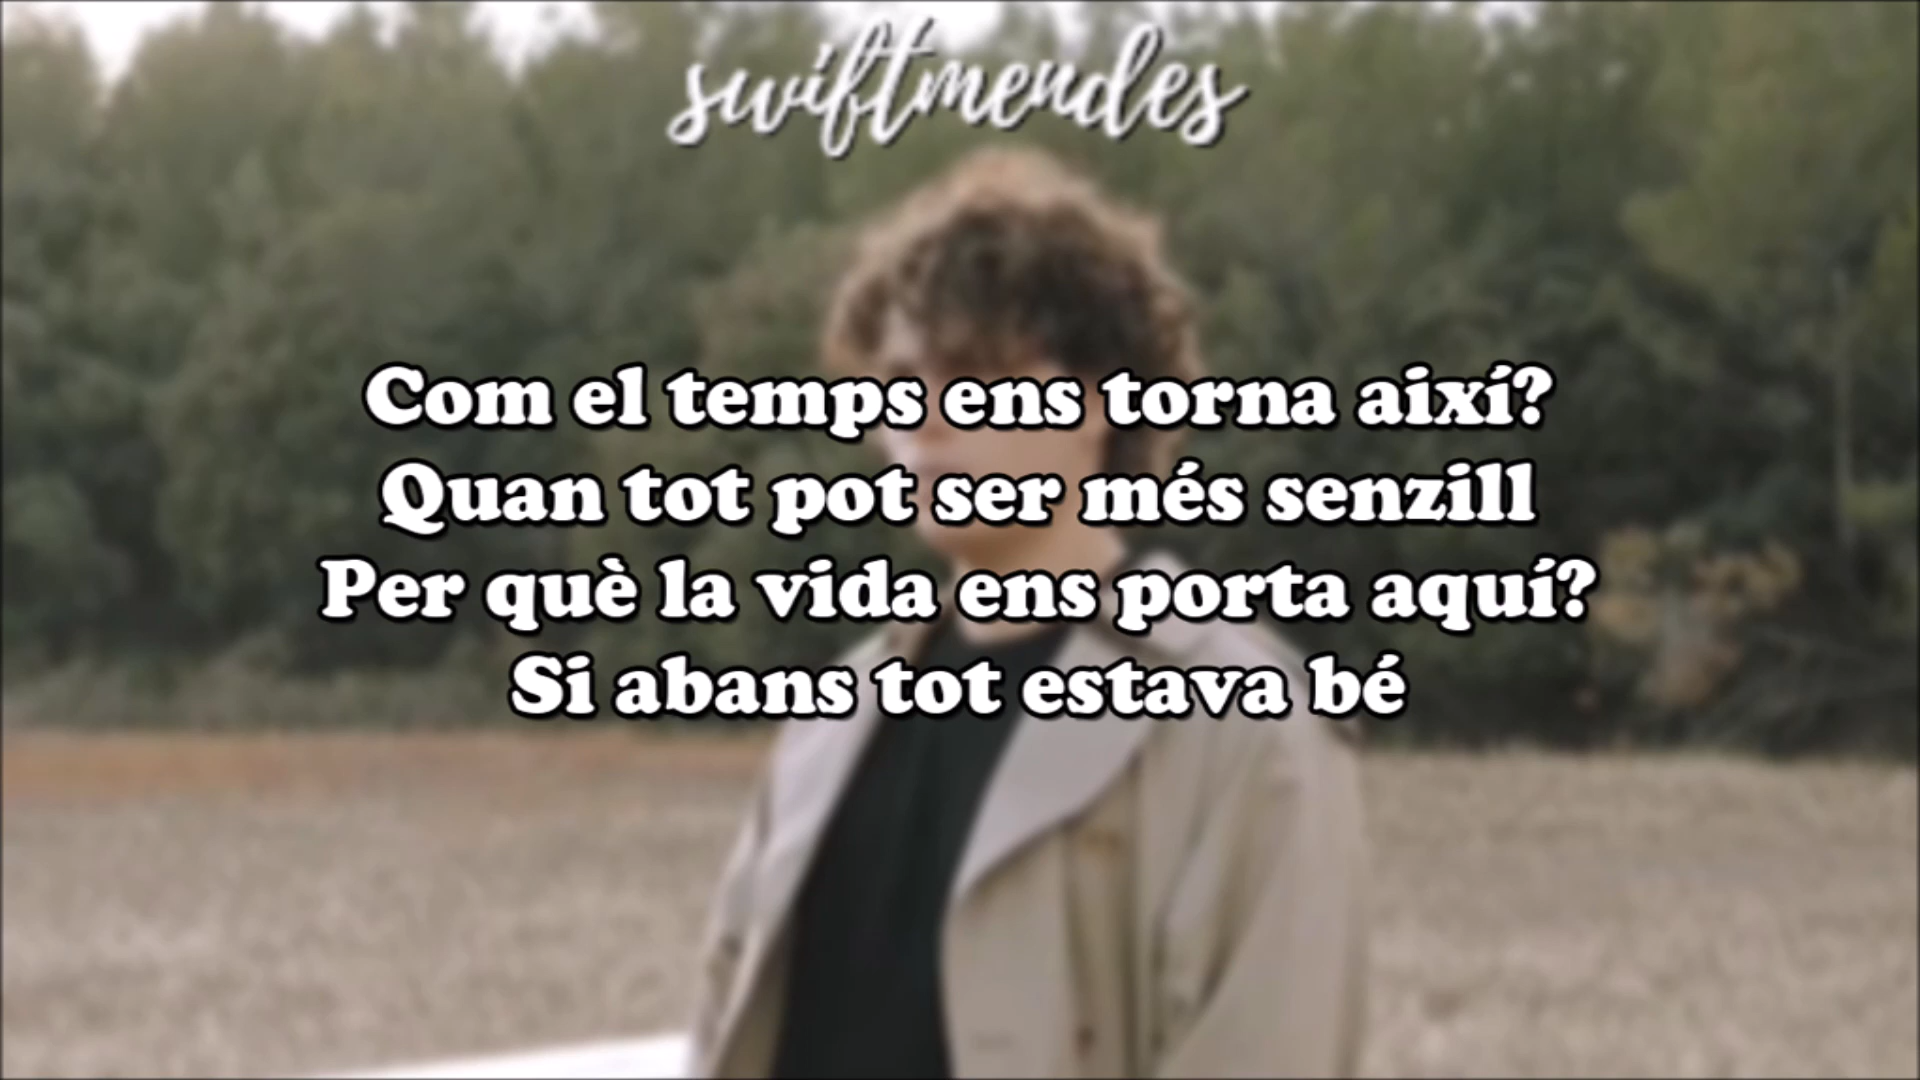 swiftmendes
Com el temps ens torna així?
Quan tot pot ser més senzill
Per què la vida ens porta aquí?
Si abans tot estava bé